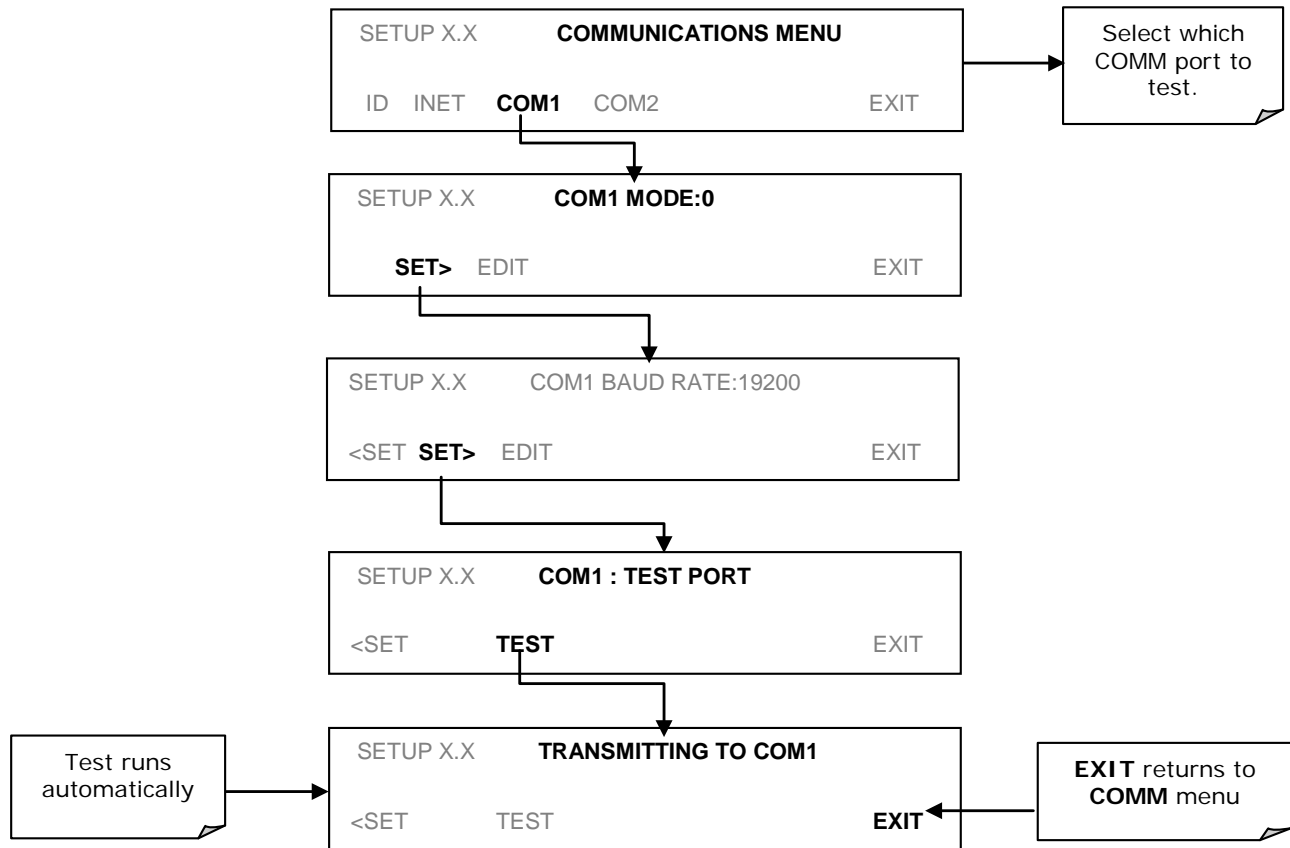 SETUP X.X COMMUNICATIONS MENU
ID INET COM1 COM2 EXIT
Select which
COMM port to
test.
SETUP X.X COM1 MODE:0
SET> EDIT EXIT
SETUP X.X COM1 BAUD RATE:19200
<SET SET> EDIT EXIT
SETUP X.X COM1 : TEST PORT
<SET TEST EXIT
Test runs
automatically
SETUP X.X TRANSMITTING TO COM1
<SET TEST EXIT
EXIT returns to
COMM menu